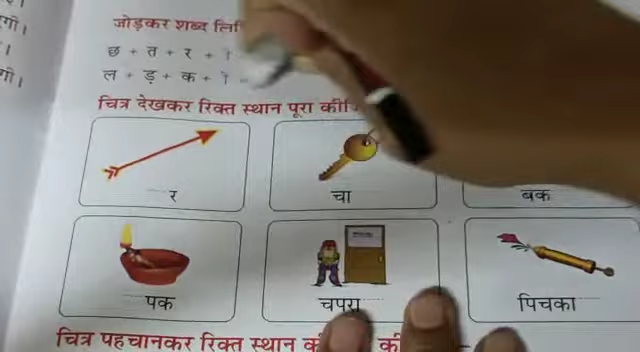 गी।
जोड़कर शब्द
छ + त + र +
।
ल + ड़ + क +
गी।
चित्र देखकर रिक्त स्थान पूरा
र
चा
बक
पक
चपरा
पिचका
चित्र पहचानकर रिक्त स्थान